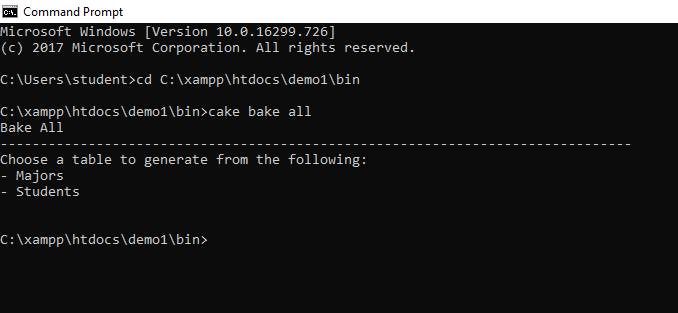 Command Prompt
Microsoft Windows [Version 10.0.16299.726]
(c) 2017 Microsoft Corporation. All rights reserved.
C:\Users\student>cd C:\xampp\htdocs\demo1\bin
C:\xampp\htdocs\demo1\bin>cake bake all
Bake All
-------------------------------------------------------------------------------
Choose a table to generate from the following:
- Majors
- Students
C:\xampp\htdocs\demo1\bin>